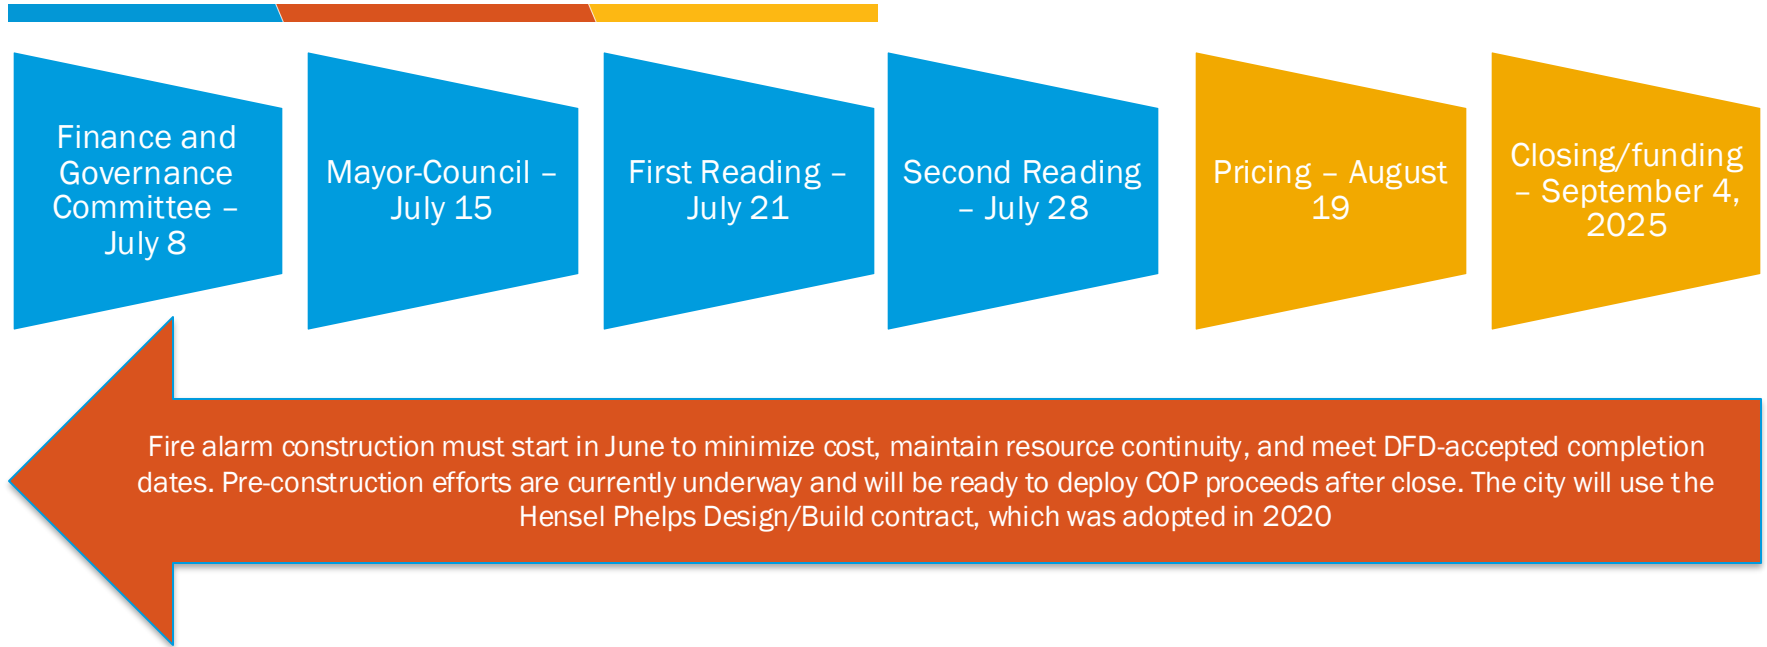 Finance and
Governance
Committee –
July 8
Mayor-Council –
July 15
First Reading –
July 21
Second Reading
– July 28
Pricing – August
19
Closing/funding
– September 4,
2025
Fire alarm construction must start in June to minimize cost, maintain resource continuity, and meet DFD-accepted completion
dates. Pre-construction efforts are currently underway and will be ready to deploy COP proceeds after close. The city will use the
Hensel Phelps Design/Build contract, which was adopted in 2020